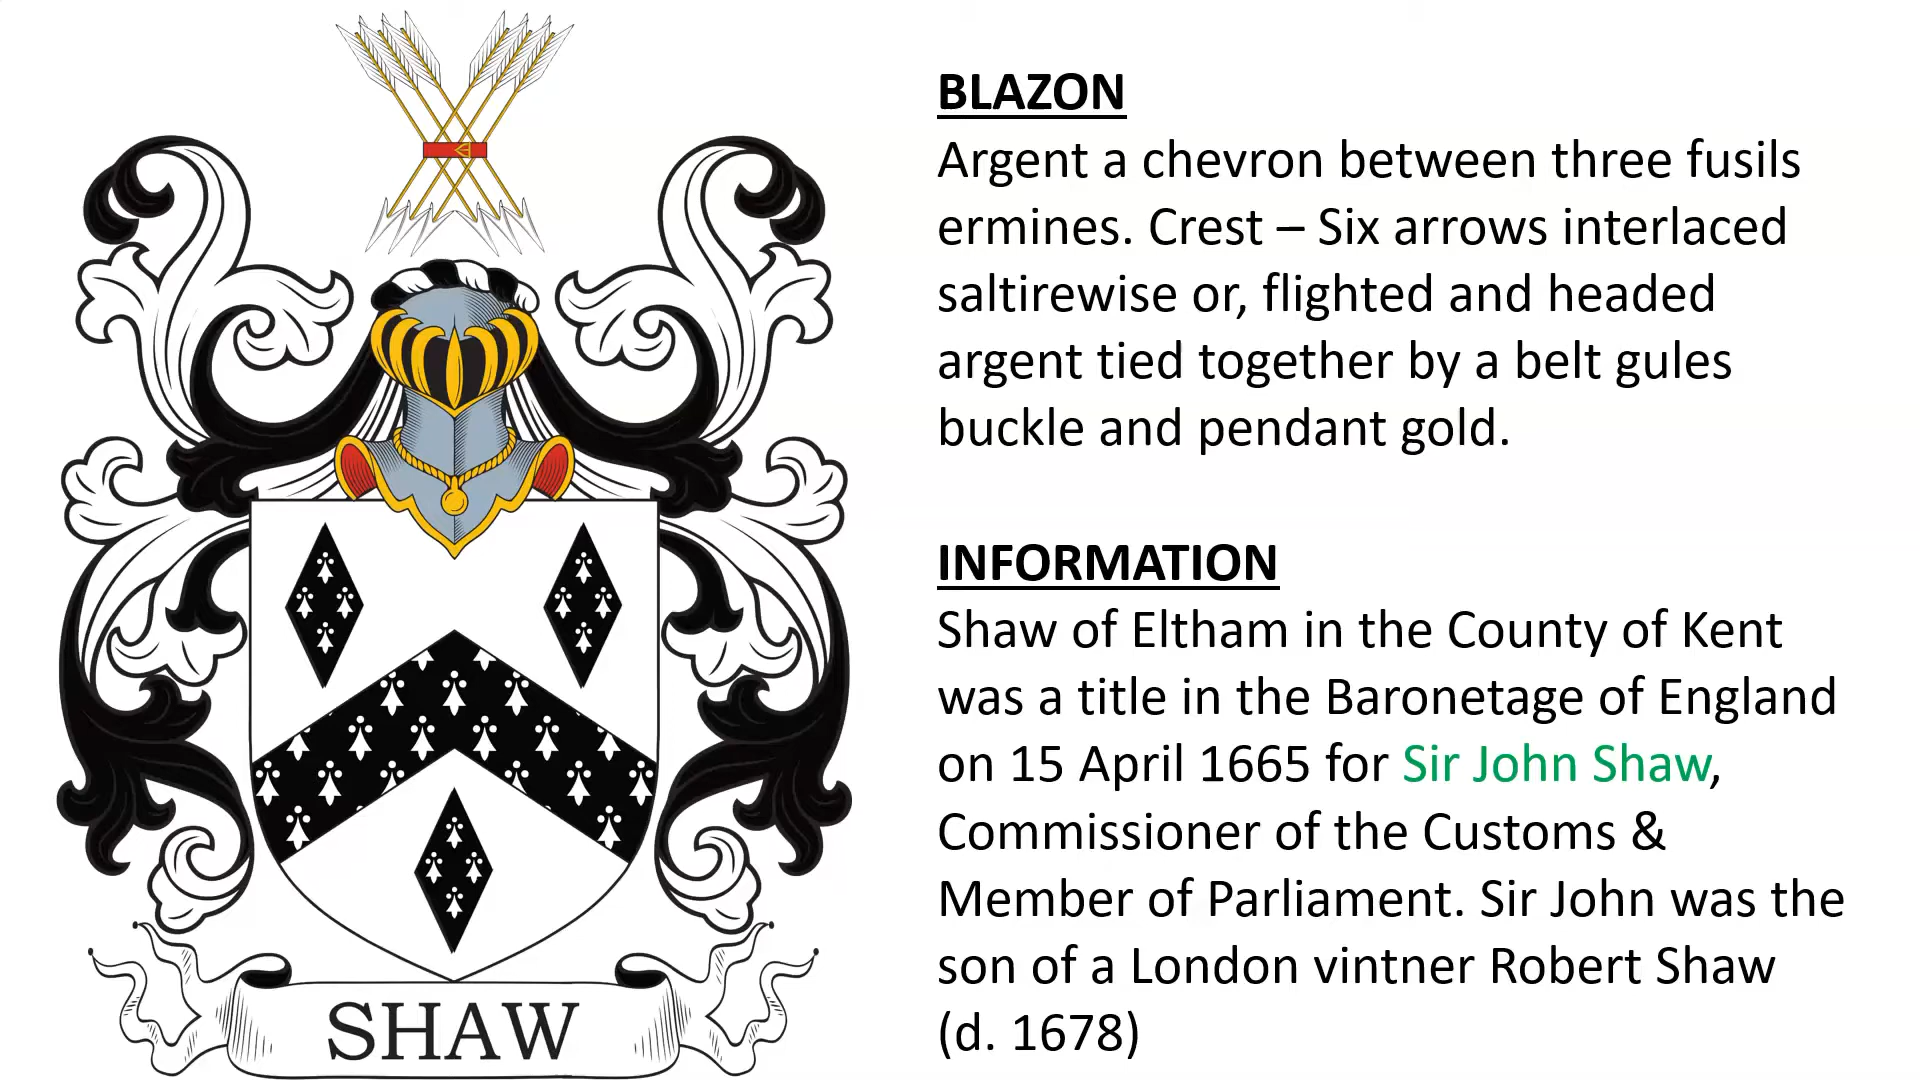 BLAZON
Argent a chevron between three fusils
ermines. Crest – Six arrows interlaced
saltirewise or, flighted and headed
argent tied together by a belt gules
buckle and pendant gold.
INFORMATION
Shaw of Eltham in the County of Kent
was a title in the Baronetage of England
on 15 April 1665 for Sir John Shaw,
Commissioner of the Customs &
Member of Parliament. Sir John was the
son of a London vintner Robert Shaw
(d. 1678)
SHAW